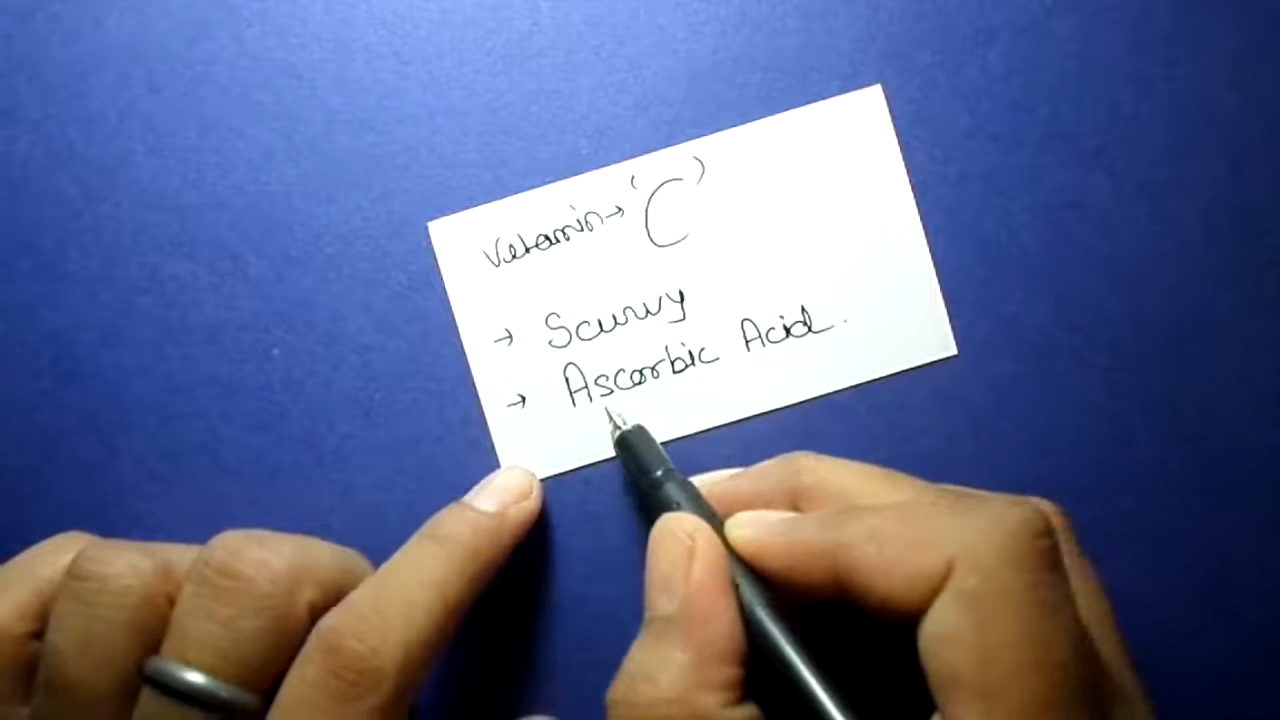 Vitamin → 'C'
→ Scurvy
→ Ascorbic Acid.